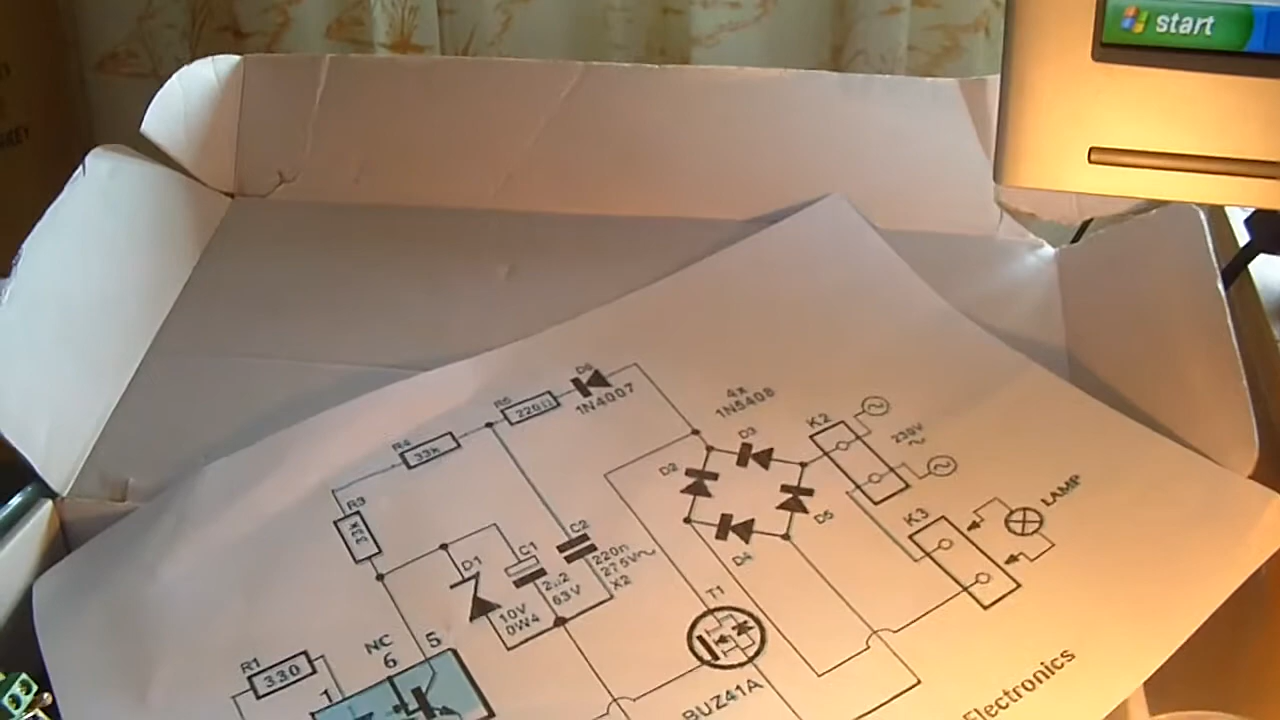 start
D6
1N4007
R5
220Ω
R4
33k
R3
33k
4x
1N5408
D3
D2
D5
D4
K2
230V
~
K3
LAMP
C2
220n
275V~
X2
C1
2µ2
63V
D1
10V
0W4
T1
BUZ41A
NC
6
5
R1
330
1
Electronics